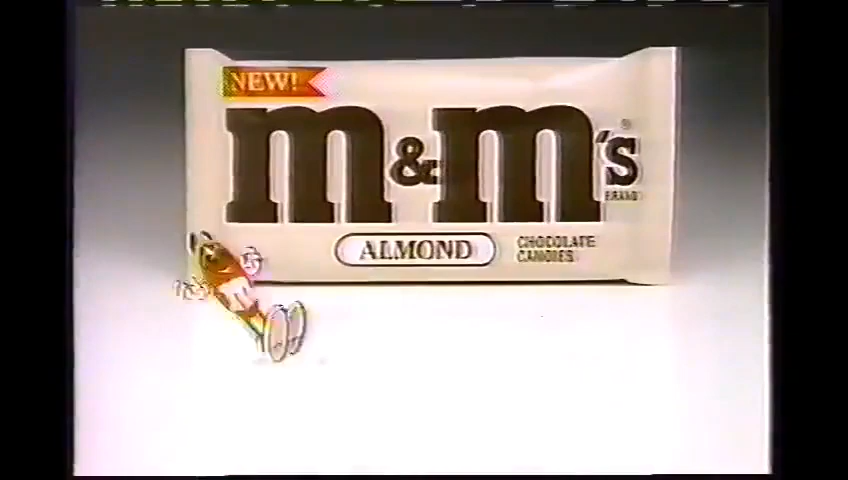 NEW!
m&m's®
BRAND
ALMOND
CHOCOLATE
CANDIES